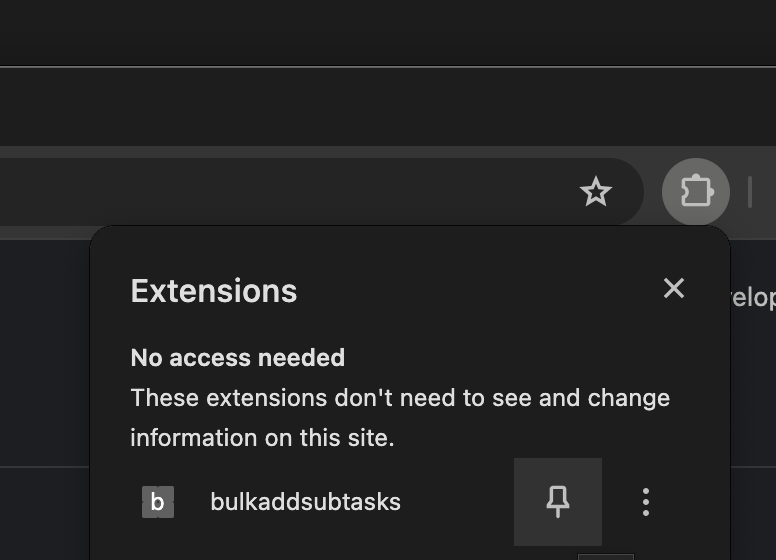 Extensions
velop
No access needed
These extensions don't need to see and change
information on this site.
b bulkaddsubtasks